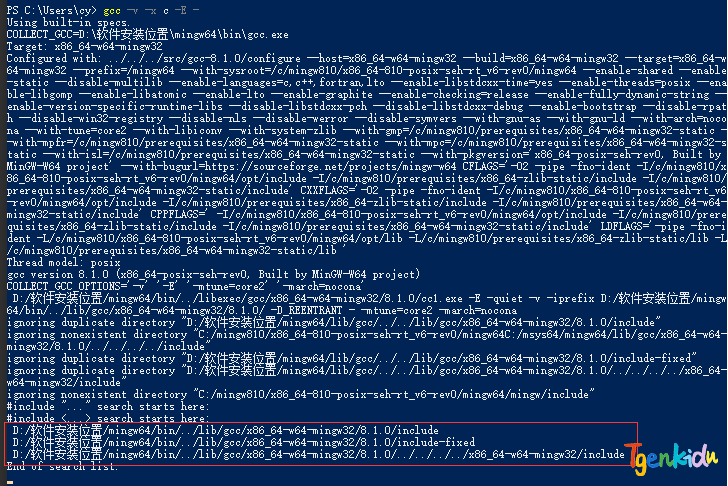 PS C:\Users\cy> gcc -v -x c -E -
Using built-in specs.
COLLECT_GCC=D:\软件安装位置\mingw64\bin\gcc.exe
Target: x86_64-w64-mingw32
Configured with: ../../../src/gcc-8.1.0/configure --host=x86_64-w64-mingw32 --build=x86_64-w64-mingw32 --target=x86_64-w
64-mingw32 --prefix=/mingw64 --with-sysroot=/c/mingw810/x86_64-810-posix-seh-rt_v6-rev0/mingw64 --enable-shared --enable
-static --disable-multilib --enable-languages=c,c++,fortran,lto --enable-libstdcxx-time=yes --enable-threads=posix --ena
ble-libgomp --enable-libatomic --enable-lto --enable-graphite --enable-checking=release --enable-fully-dynamic-string --
enable-version-specific-runtime-libs --disable-libstdcxx-pch --disable-libstdcxx-debug --enable-bootstrap --disable-rpat
h --disable-win32-registry --disable-nls --disable-werror --disable-symvers --with-gnu-as --with-gnu-ld --with-arch=noco
na --with-tune=core2 --with-libiconv --with-system-zlib --with-gmp=/c/mingw810/prerequisites/x86_64-w64-mingw32-static -
-with-mpfr=/c/mingw810/prerequisites/x86_64-w64-mingw32-static --with-mpc=/c/mingw810/prerequisites/x86_64-w64-mingw32-s
tatic --with-isl=/c/mingw810/prerequisites/x86_64-w64-mingw32-static --with-pkgversion='x86_64-posix-seh-rev0, Built by
MinGW-W64 project' --with-bugurl=https://sourceforge.net/projects/mingw-w64 CFLAGS='-O2 -pipe -fno-ident -I/c/mingw810/x
86_64-810-posix-seh-rt_v6-rev0/mingw64/opt/include -I/c/mingw810/prerequisites/x86_64-zlib-static/include -I/c/mingw810/
prerequisites/x86_64-w64-mingw32-static/include' CXXFLAGS='-O2 -pipe -fno-ident -I/c/mingw810/x86_64-810-posix-seh-rt_v6
-rev0/mingw64/opt/include -I/c/mingw810/prerequisites/x86_64-zlib-static/include -I/c/mingw810/prerequisites/x86_64-w64-
mingw32-static/include' CPPFLAGS=' -I/c/mingw810/x86_64-810-posix-seh-rt_v6-rev0/mingw64/opt/include -I/c/mingw810/prere
quisites/x86_64-zlib-static/include -I/c/mingw810/prerequisites/x86_64-w64-mingw32-static/include' LDFLAGS='-pipe -fno-i
dent -L/c/mingw810/x86_64-810-posix-seh-rt_v6-rev0/mingw64/opt/lib -L/c/mingw810/prerequisites/x86_64-zlib-static/lib -L
/c/mingw810/prerequisites/x86_64-w64-mingw32-static/lib '
Thread model: posix
gcc version 8.1.0 (x86_64-posix-seh-rev0, Built by MinGW-W64 project)
COLLECT_GCC_OPTIONS='-v' '-E' '-mtune=core2' '-march=nocona'
D:/软件安装位置/mingw64/bin/../libexec/gcc/x86_64-w64-mingw32/8.1.0/cc1.exe -E -quiet -v -iprefix D:/软件安装位置/mingw
64/bin/../lib/gcc/x86_64-w64-mingw32/8.1.0/ -D_REENTRANT - -mtune=core2 -march=nocona
ignoring duplicate directory "D:/软件安装位置/mingw64/lib/gcc/../../lib/gcc/x86_64-w64-mingw32/8.1.0/include"
ignoring nonexistent directory "C:/mingw810/x86_64-810-posix-seh-rt_v6-rev0/mingw64C:/msys64/mingw64/lib/gcc/x86_64-w64-
mingw32/8.1.0/../../../../include"
ignoring duplicate directory "D:/软件安装位置/mingw64/lib/gcc/../../lib/gcc/x86_64-w64-mingw32/8.1.0/include-fixed"
ignoring duplicate directory "D:/软件安装位置/mingw64/lib/gcc/../../lib/gcc/x86_64-w64-mingw32/8.1.0/../../../../x86_64-
w64-mingw32/include"
ignoring nonexistent directory "C:/mingw810/x86_64-810-posix-seh-rt_v6-rev0/mingw64/mingw/include"
#include "..." search starts here:
#include <...> search starts here:
D:/软件安装位置/mingw64/bin/../lib/gcc/x86_64-w64-mingw32/8.1.0/include
D:/软件安装位置/mingw64/bin/../lib/gcc/x86_64-w64-mingw32/8.1.0/include-fixed
D:/软件安装位置/mingw64/bin/../lib/gcc/x86_64-w64-mingw32/8.1.0/../../../../x86_64-w64-mingw32/include
End of search list.
Tgenkidu